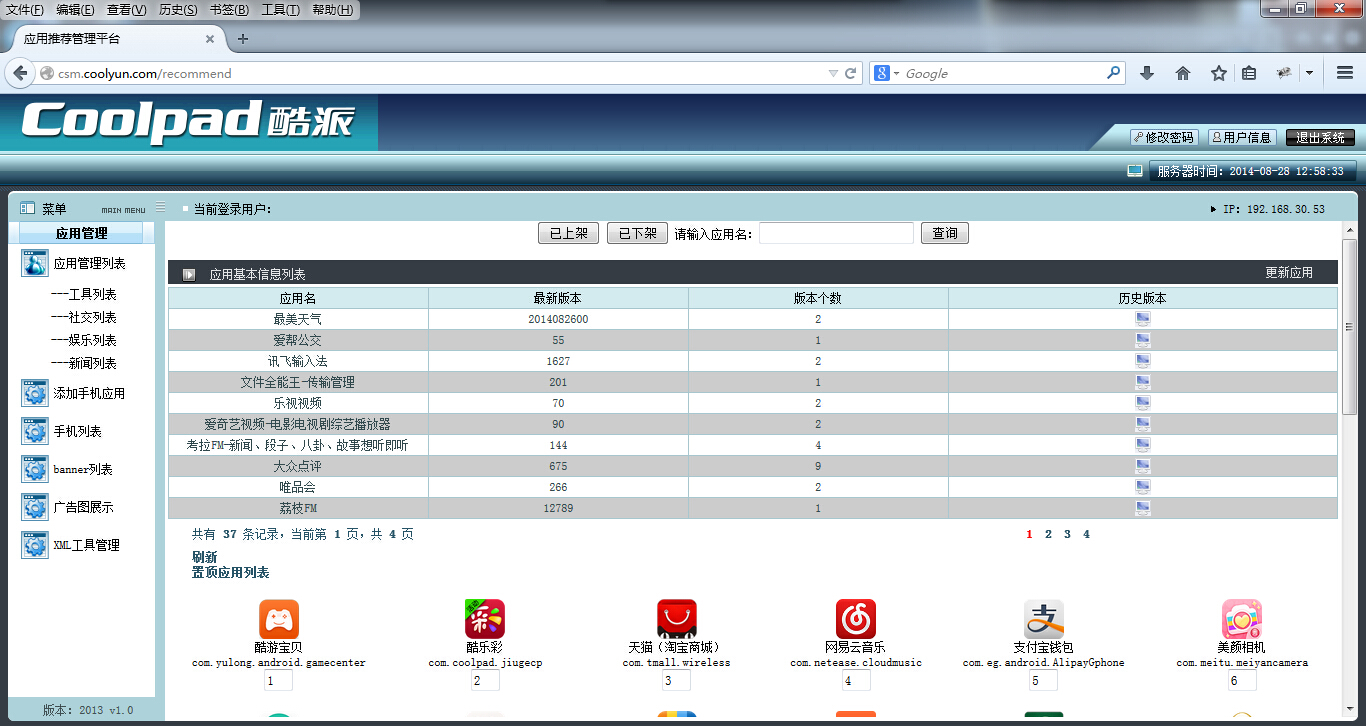 文件(F) 编辑(E) 查看(V) 历史(S) 书签(B) 工具(T) 帮助(H)
应用推荐管理平台
csm.coolyun.com/recommend
Google
Coolpad 酷派
修改密码 用户信息 退出系统
服务器时间: 2014-08-28 12:58:33
菜单 MAIN MENU 当前登录用户: IP: 192.168.30.53
应用管理
应用管理列表
---工具列表
---社交列表
---娱乐列表
---新闻列表
添加手机应用
手机列表
banner列表
广告图展示
XML工具管理
版本: 2013 v1.0
已上架 已下架 请输入应用名: 查询
应用基本信息列表 更新应用
应用名 最新版本 版本个数 历史版本
最美天气 2014082600 2
爱帮公交 55 1
讯飞输入法 1627 2
文件全能王-传输管理 201 1
乐视视频 70 2
爱奇艺视频-电影电视剧综艺播放器 90 2
考拉FM-新闻、段子、八卦、故事想听即听 144 4
大众点评 675 9
唯品会 266 2
荔枝FM 12789 1
共有 37 条记录，当前第 1 页，共 4 页 1 2 3 4
刷新
置顶应用列表
酷游宝贝 酷乐彩 天猫（淘宝商城） 网易云音乐 支付宝钱包 美颜相机
com.yulong.android.gamecenter com.coolpad.jiugecp com.tmall.wireless com.netease.cloudmusic com.eg.android.AlipayGphone com.meitu.meiyancamera
1 2 3 4 5 6